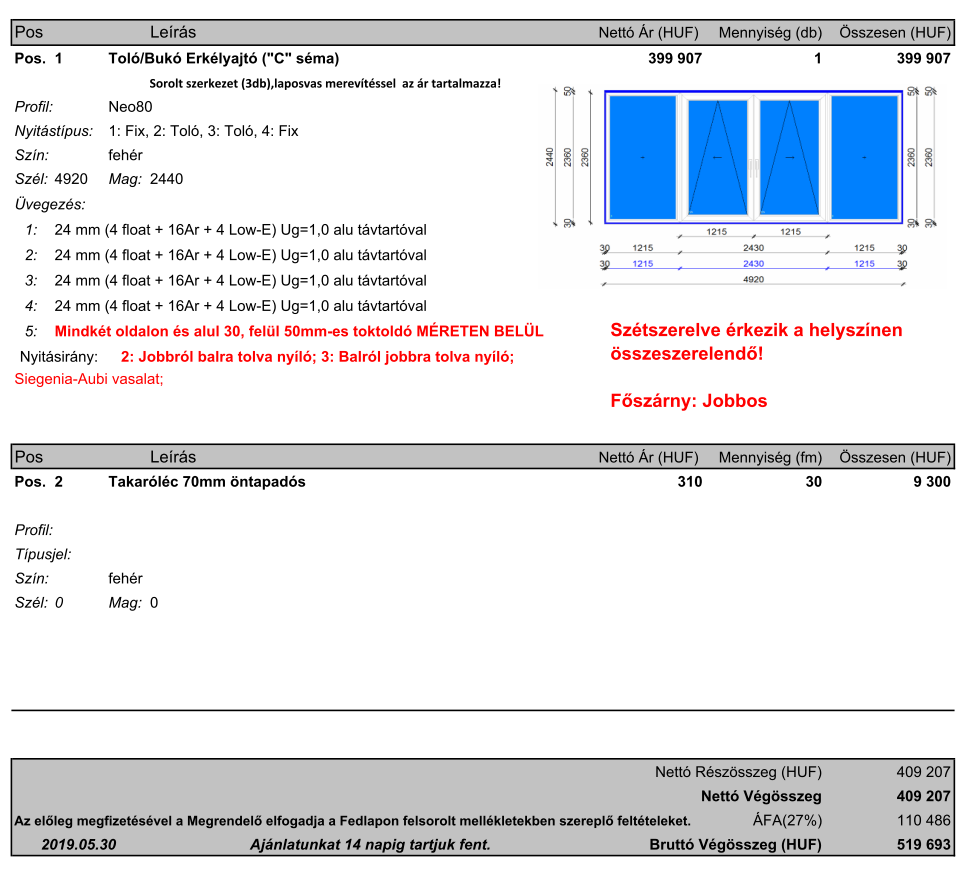 Pos Leírás Nettó Ár (HUF) Mennyiség (db) Összesen (HUF)
Pos. 1 Toló/Bukó Erkélyajtó ("C" séma) 399 907 1 399 907
Sorolt szerkezet (3db),laposvas merevítéssel az ár tartalmazza!
Profil: Neo80
Nyitástípus: 1: Fix, 2: Toló, 3: Toló, 4: Fix
Szín: fehér
Szél: 4920 Mag: 2440
Üvegezés:
1: 24 mm (4 float + 16Ar + 4 Low-E) Ug=1,0 alu távtartóval
2: 24 mm (4 float + 16Ar + 4 Low-E) Ug=1,0 alu távtartóval
3: 24 mm (4 float + 16Ar + 4 Low-E) Ug=1,0 alu távtartóval
4: 24 mm (4 float + 16Ar + 4 Low-E) Ug=1,0 alu távtartóval
5: Mindkét oldalon és alul 30, felül 50mm-es toktoldó MÉRETEN BELÜL
Nyitásirány: 2: Jobbról balra tolva nyíló; 3: Balról jobbra tolva nyíló;
Siegenia-Aubi vasalat;
50 50 50
2440 2360 2360 2360 2360
30 30 30
1215 1215
30 1215 2430 1215 30
30 1215 2430 1215 30
4920
Szétszerelve érkezik a helyszínen
összeszerelendő!
Főszárny: Jobbos
Pos Leírás Nettó Ár (HUF) Mennyiség (fm) Összesen (HUF)
Pos. 2 Takaróléc 70mm öntapadós 310 30 9 300
Profil:
Típusjel:
Szín: fehér
Szél: 0 Mag: 0
Nettó Részösszeg (HUF) 409 207
Nettó Végösszeg 409 207
Az előleg megfizetésével a Megrendelő elfogadja a Fedlapon felsorolt mellékletekben szereplő feltételeket. ÁFA(27%) 110 486
2019.05.30 Ajánlatunkat 14 napig tartjuk fent. Bruttó Végösszeg (HUF) 519 693